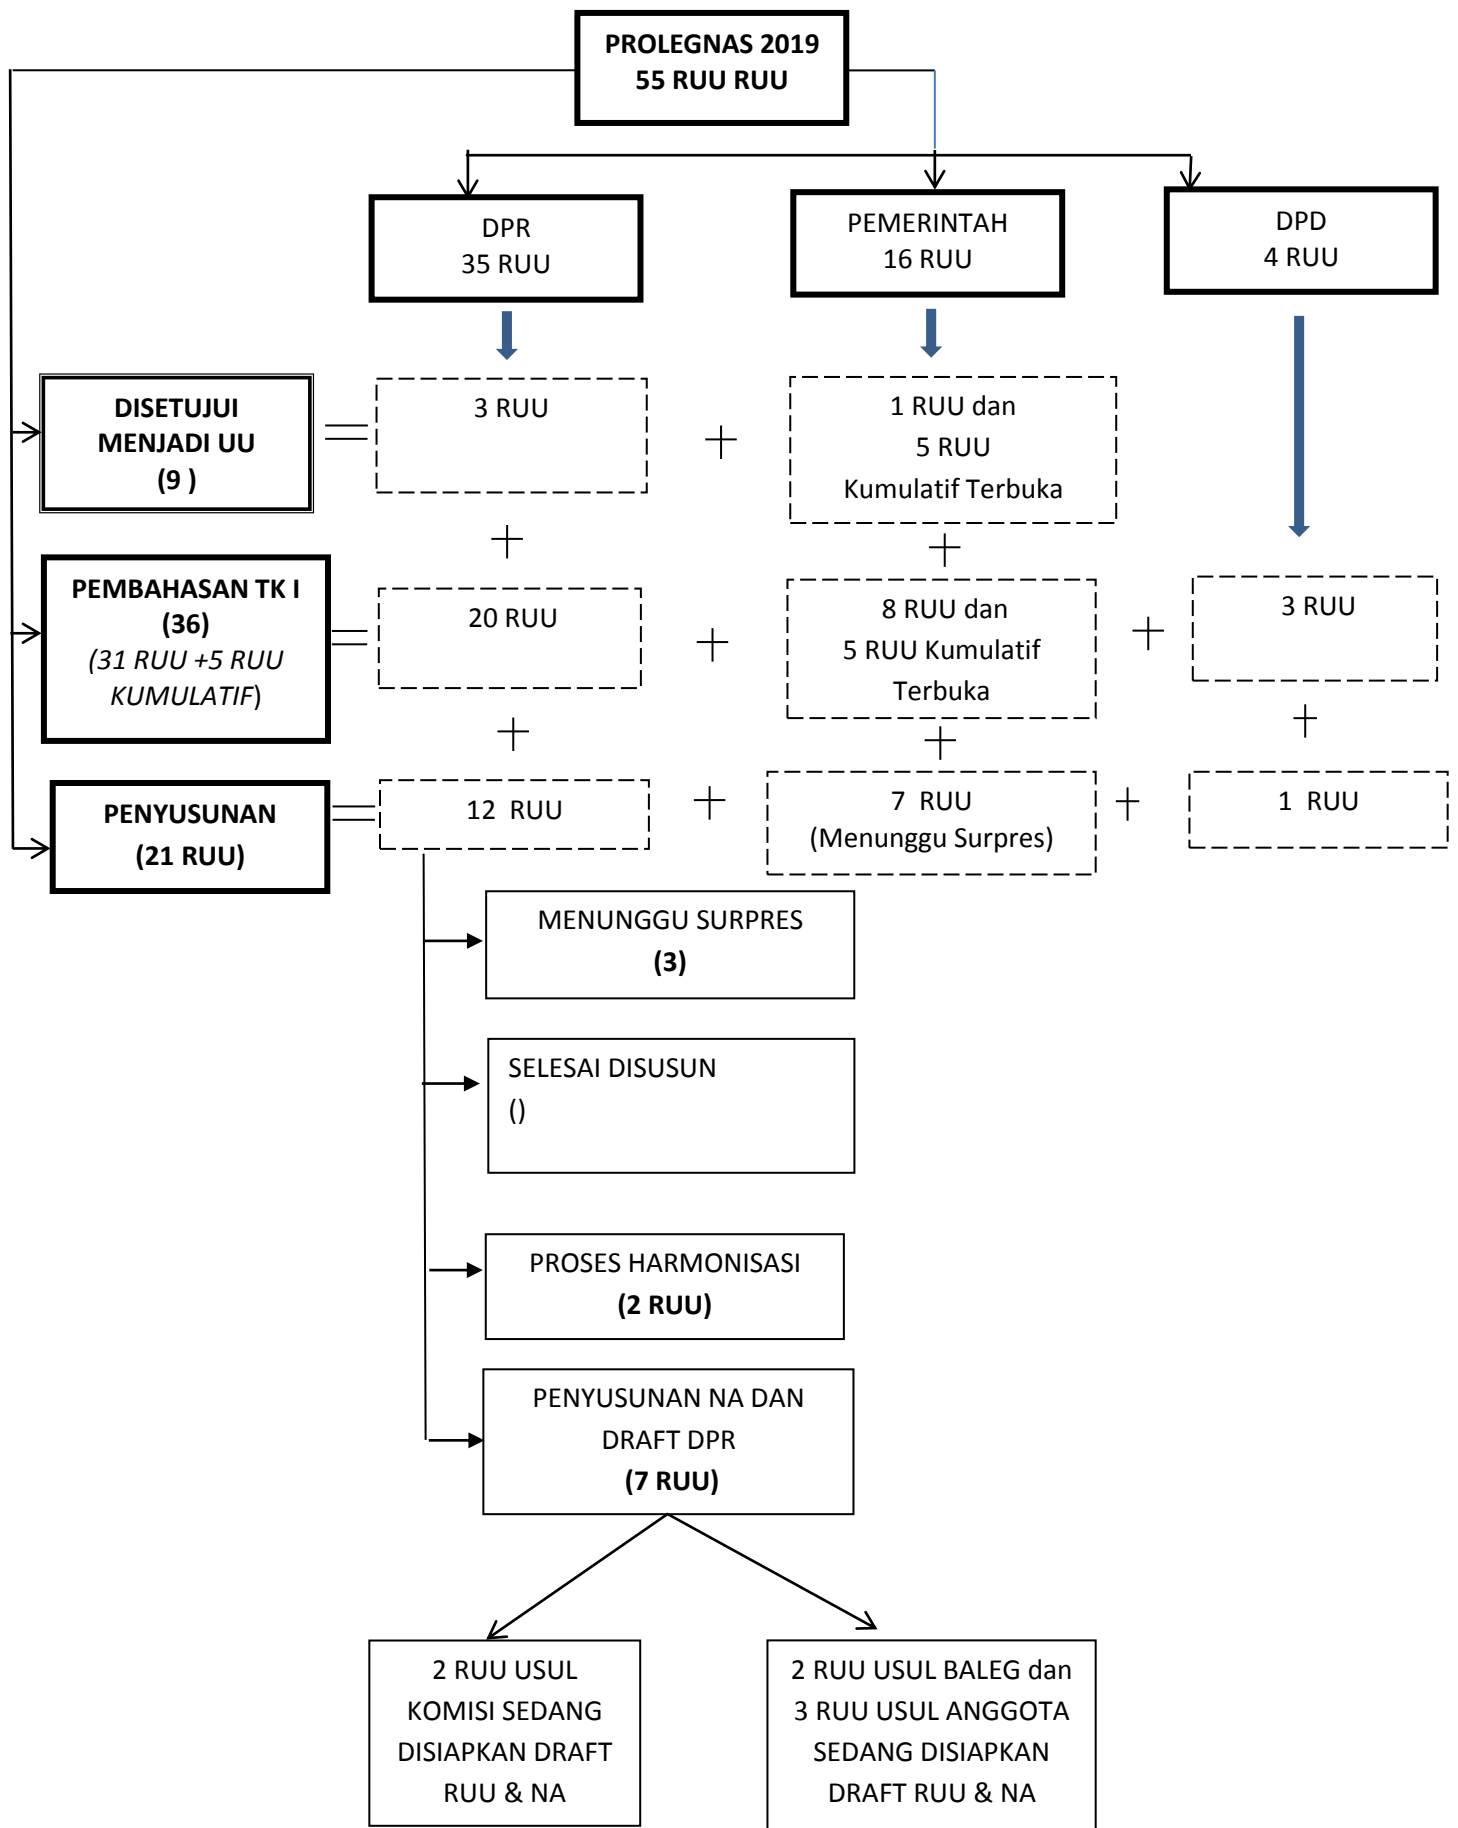 PROLEGNAS 2019
55 RUU RUU
DPR
35 RUU
PEMERINTAH
16 RUU
DPD
4 RUU
DISETUJUI
MENJADI UU
(9 )
3 RUU
1 RUU dan
5 RUU
Kumulatif Terbuka
PEMBAHASAN TK I
(36)
(31 RUU +5 RUU
KUMULATIF)
20 RUU
8 RUU dan
5 RUU Kumulatif
Terbuka
3 RUU
PENYUSUNAN
(21 RUU)
12 RUU
7 RUU
(Menunggu Surpres)
1 RUU
MENUNGGU SURPRES
(3)
SELESAI DISUSUN
()
PROSES HARMONISASI
(2 RUU)
PENYUSUNAN NA DAN
DRAFT DPR
(7 RUU)
2 RUU USUL
KOMISI SEDANG
DISIAPKAN DRAFT
RUU & NA
2 RUU USUL BALEG dan
3 RUU USUL ANGGOTA
SEDANG DISIAPKAN
DRAFT RUU & NA